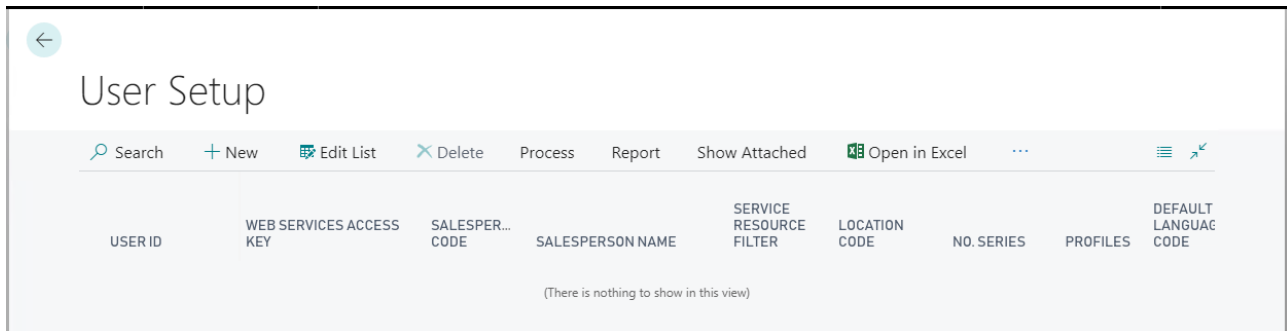 User Setup
Search New Edit List Delete Process Report Show Attached Open in Excel ...
SERVICE DEFAULT
WEB SERVICES ACCESS SALESPER... RESOURCE LOCATION LANGUAG
USER ID KEY CODE SALESPERSON NAME FILTER CODE NO. SERIES PROFILES CODE
(There is nothing to show in this view)